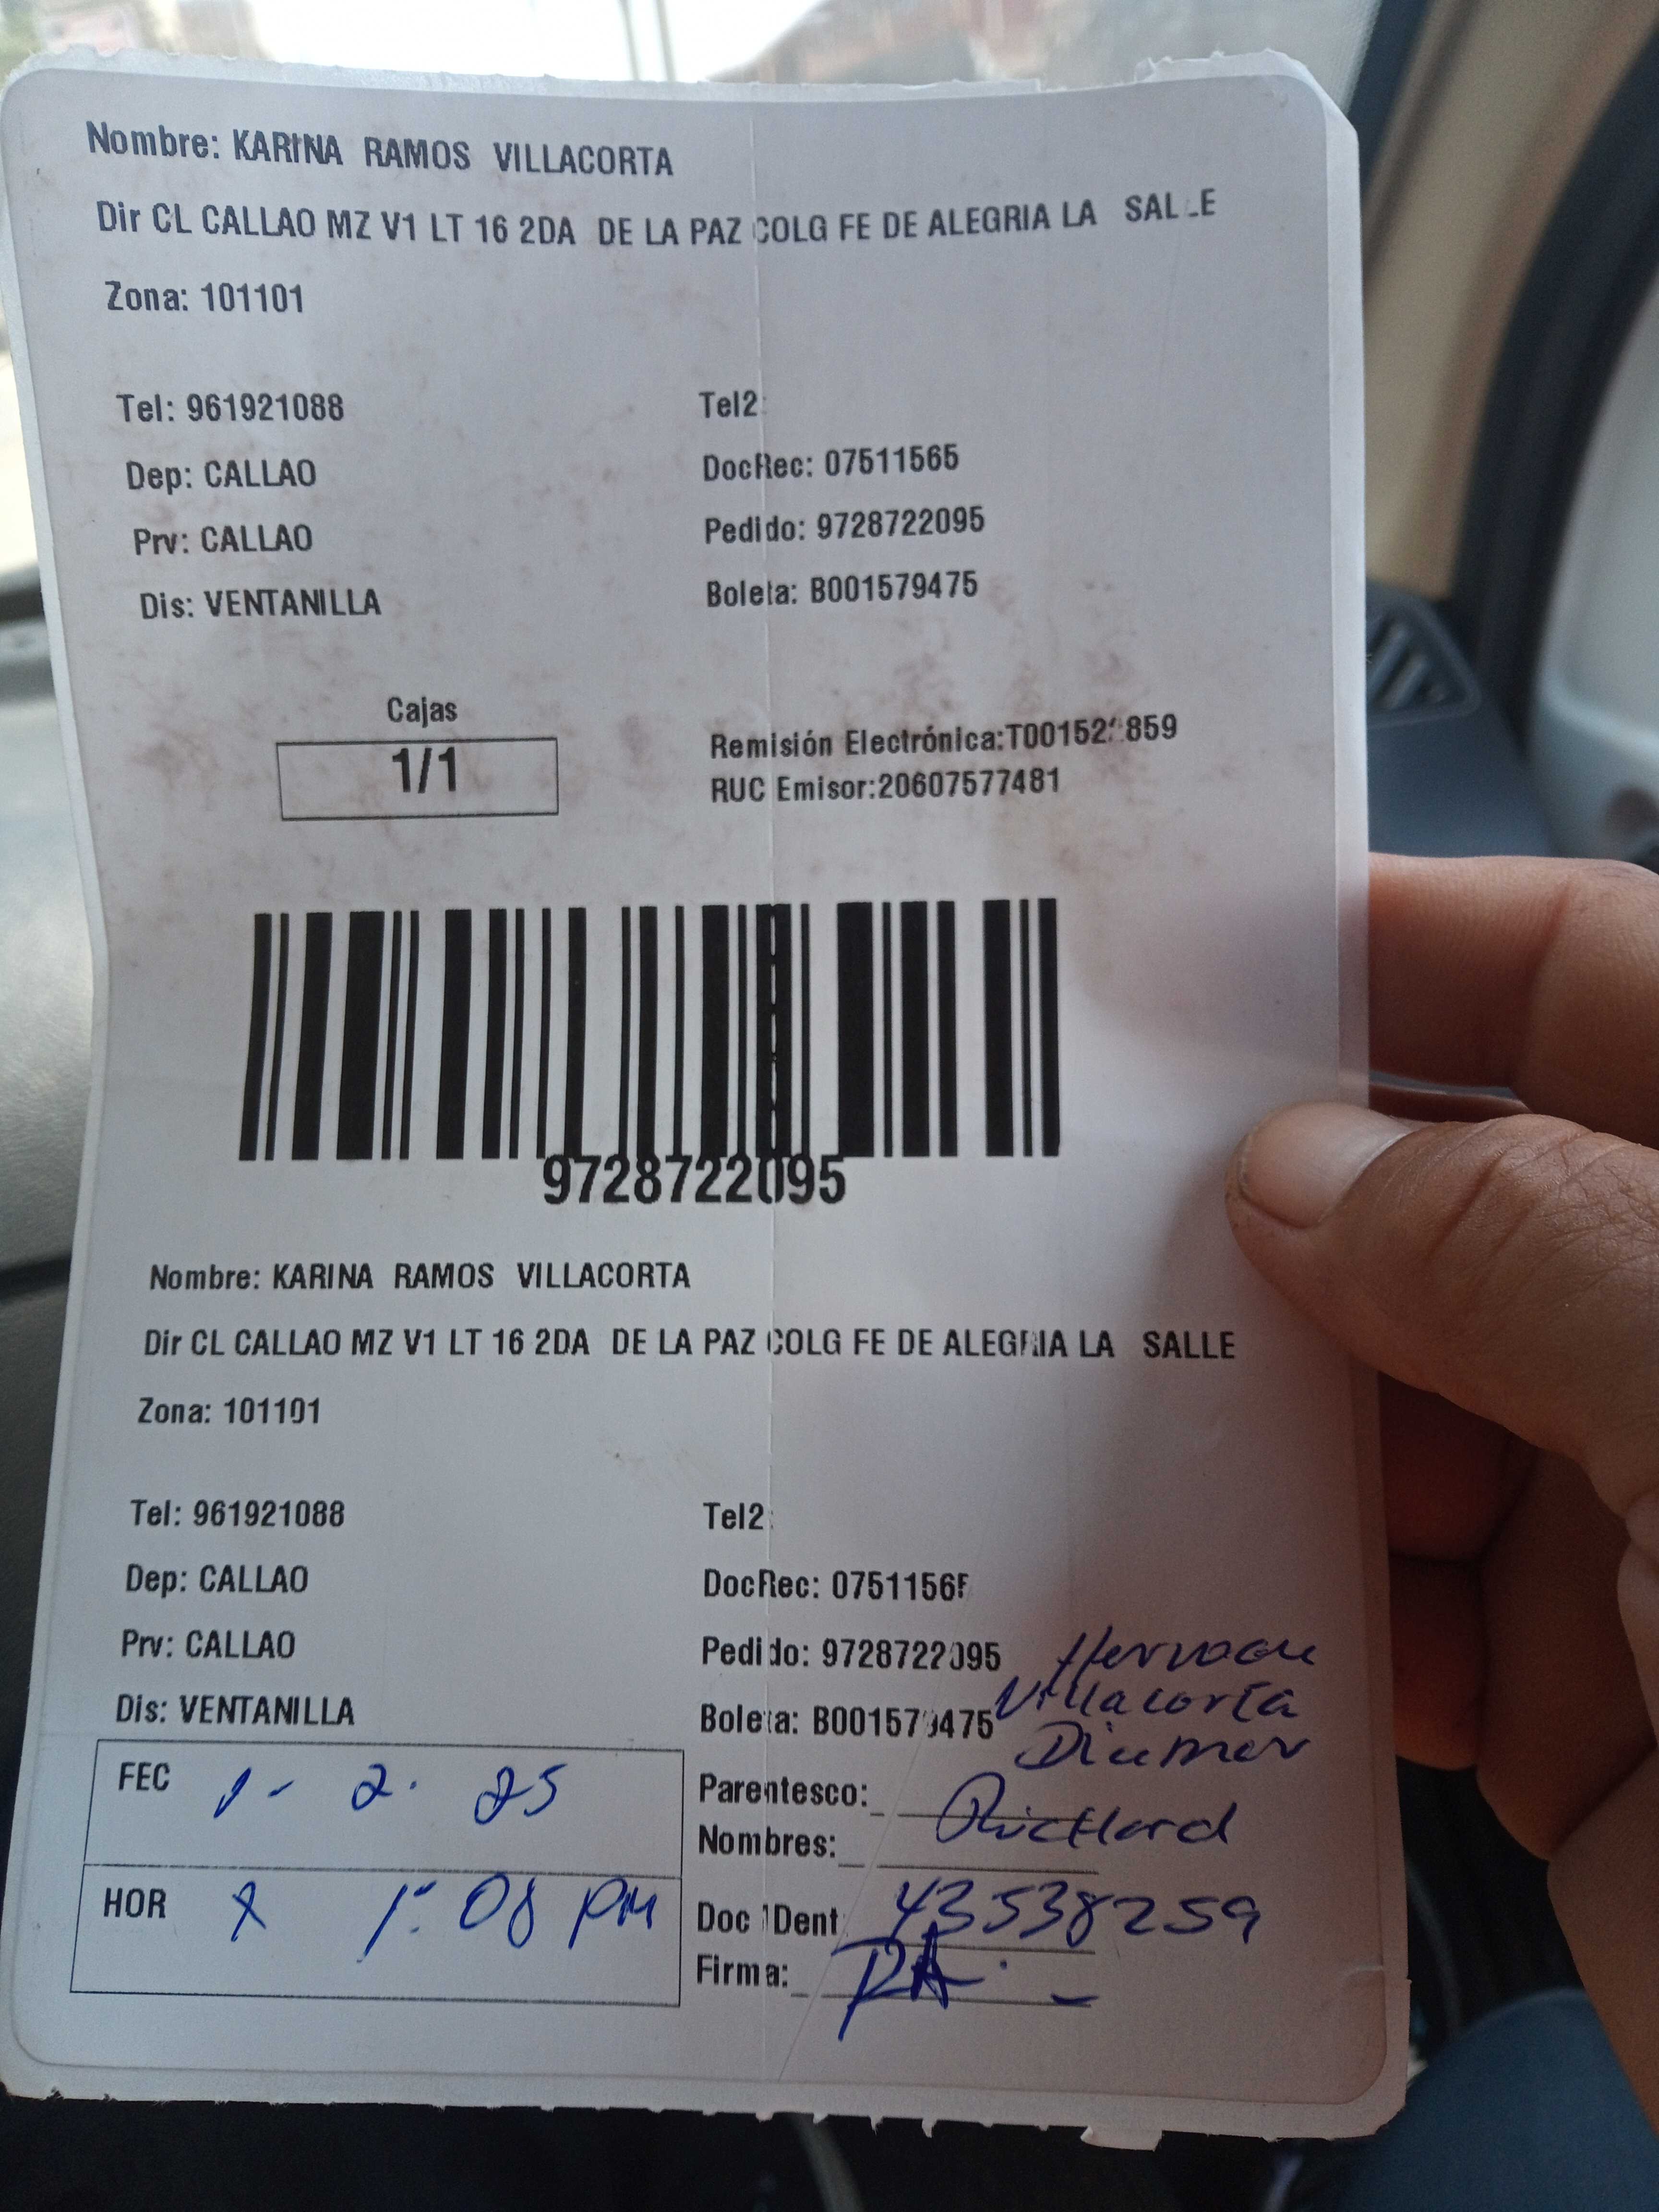 Nombre: KARINA RAMOS VILLACORTA
Dir CL CALLAO MZ V1 LT 16 2DA DE LA PAZ COLG FE DE ALEGRIA LA SALLE
Zona: 101101
Tel: 961921088 Tel2:
Dep: CALLAO DocRec: 07511565
Prv: CALLAO Pedido: 9728722095
Dis: VENTANILLA Boleta: B001579475
Cajas
1/1
Remisión Electrónica:
RUC Emisor:20607577481
9728722095
Nombre: KARINA RAMOS VILLACORTA
Dir CL CALLAO MZ V1 LT 16 2DA DE LA PAZ COLG FE DE ALEGRIA LA SALLE
Zona: 101101
Tel: 961921088 Tel2:
Dep: CALLAO DocRec: 07511565
Prv: CALLAO Pedido: 9728722095
Dis: VENTANILLA Boleta: B001579475
Villacorta
FEC 1 - 2 . 25
Parentesco:
Nombres:
HOR 1:08 PM
Doc IDent: 43538259
Firma: